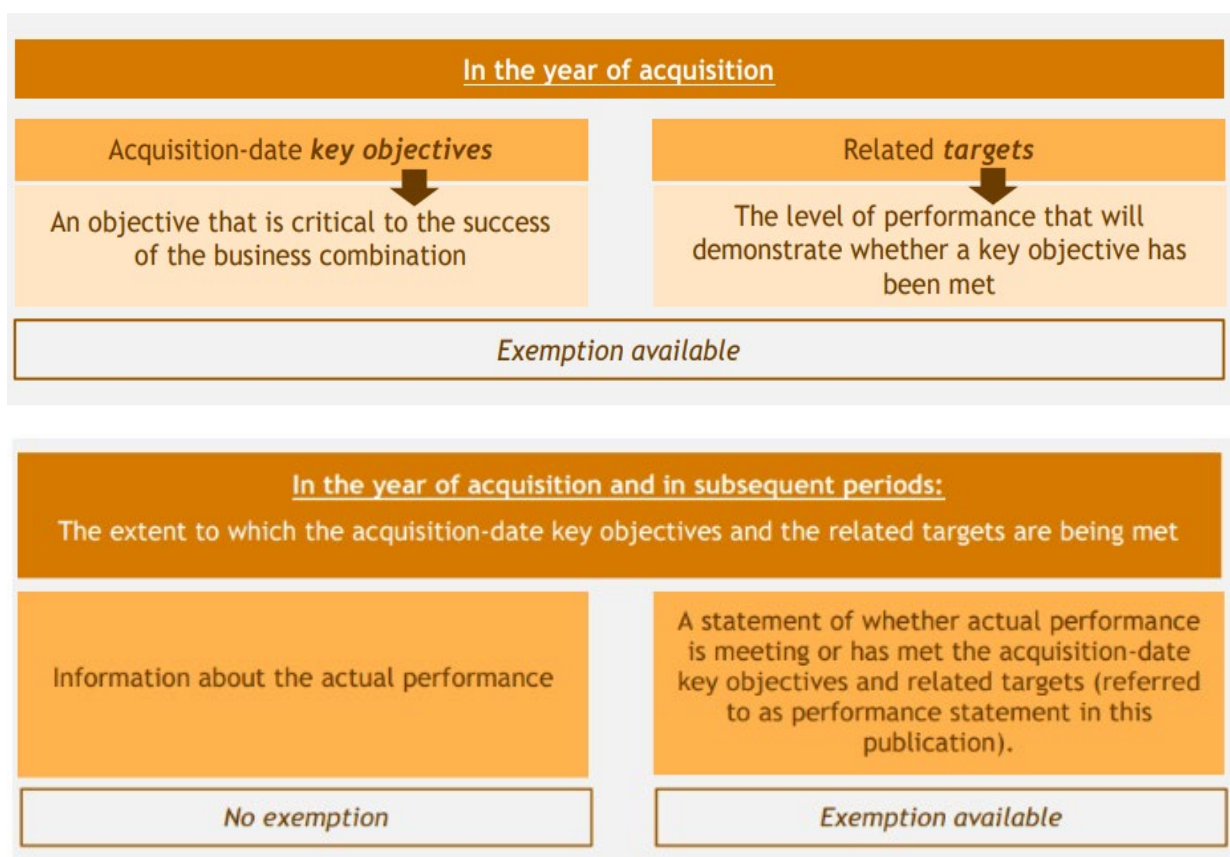 In the year of acquisition
Acquisition-date key objectives
An objective that is critical to the success
of the business combination
Related targets
The level of performance that will
demonstrate whether a key objective has
been met
Exemption available
In the year of acquisition and in subsequent periods:
The extent to which the acquisition-date key objectives and the related targets are being met
Information about the actual performance
No exemption
A statement of whether actual performance
is meeting or has met the acquisition-date
key objectives and related targets (referred
to as performance statement in this
publication).
Exemption available